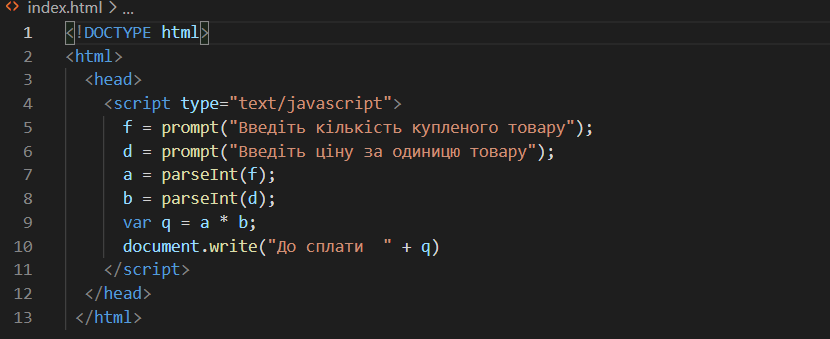 index.html > ...
1 <!DOCTYPE html>
2 <html>
3 <head>
4 <script type="text/javascript">
5 f = prompt("Введіть кількість купленого товару");
6 d = prompt("Введіть ціну за одиницю товару");
7 a = parseInt(f);
8 b = parseInt(d);
9 var q = a * b;
10 document.write("До сплати  " + q)
11 </script>
12 </head>
13 </html>